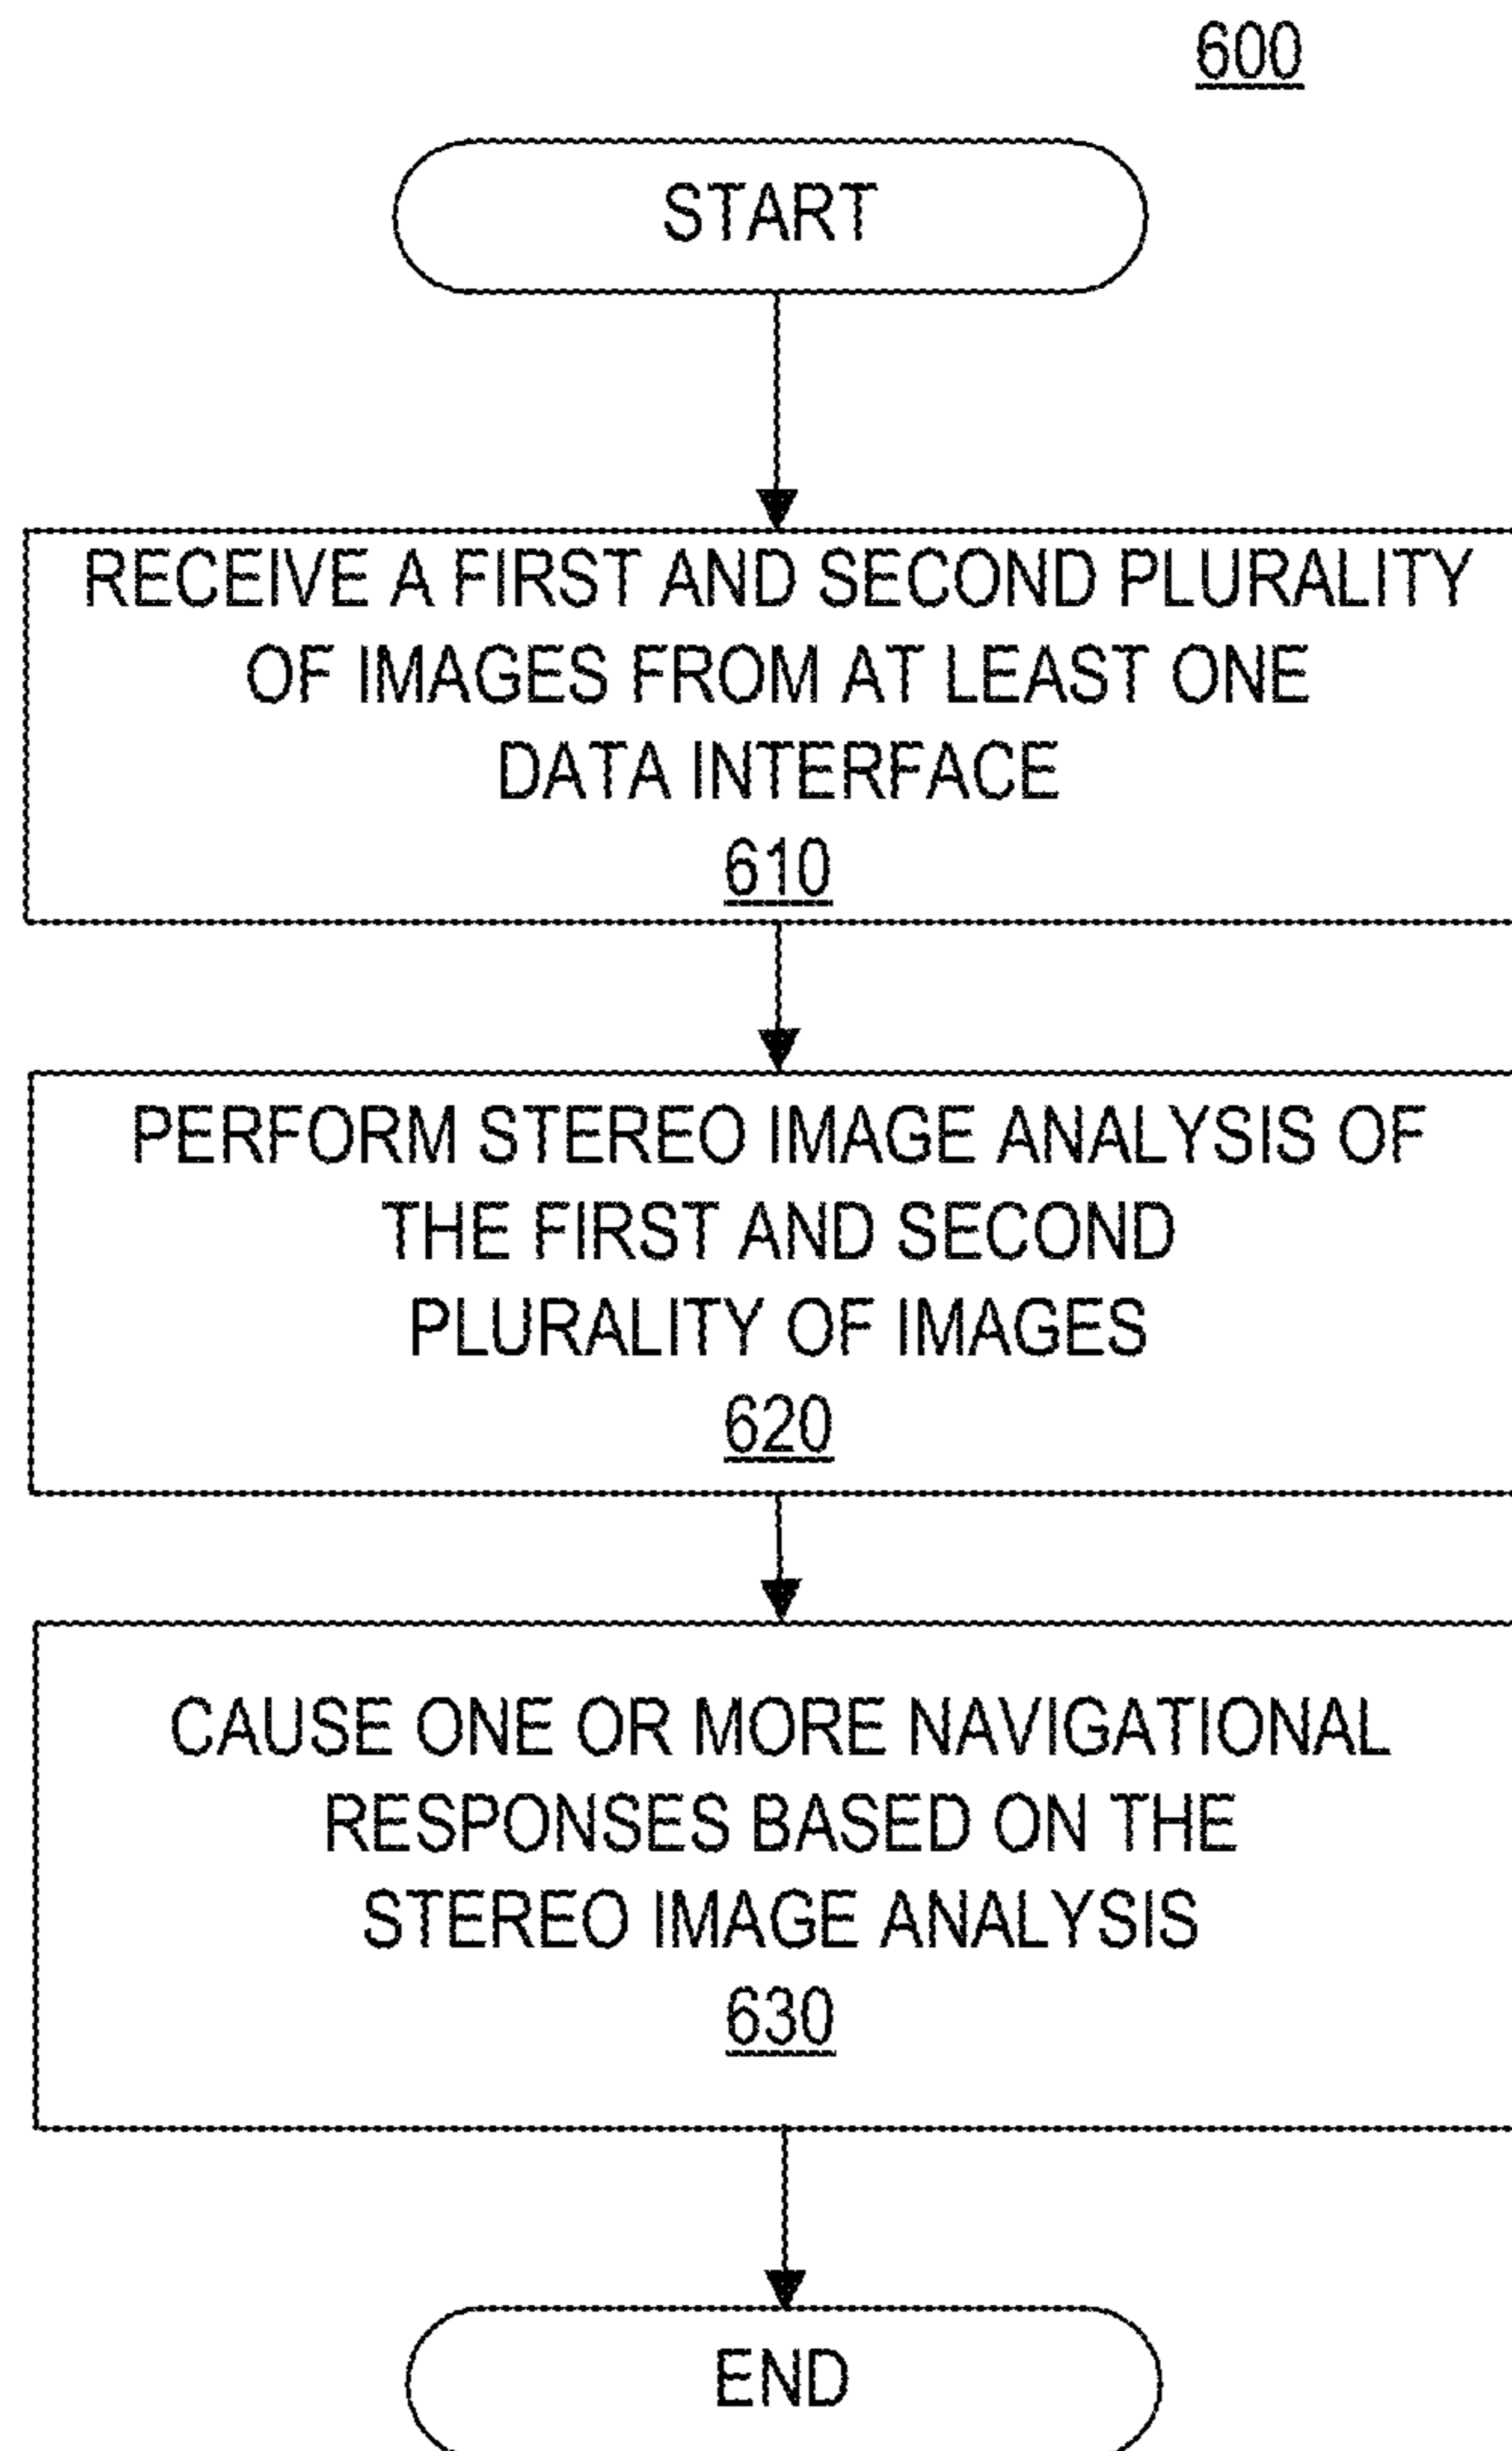 600
START
RECEIVE A FIRST AND SECOND PLURALITY
OF IMAGES FROM AT LEAST ONE
DATA INTERFACE
610
PERFORM STEREO IMAGE ANALYSIS OF
THE FIRST AND SECOND
PLURALITY OF IMAGES
620
CAUSE ONE OR MORE NAVIGATIONAL
RESPONSES BASED ON THE
STEREO IMAGE ANALYSIS
630
END